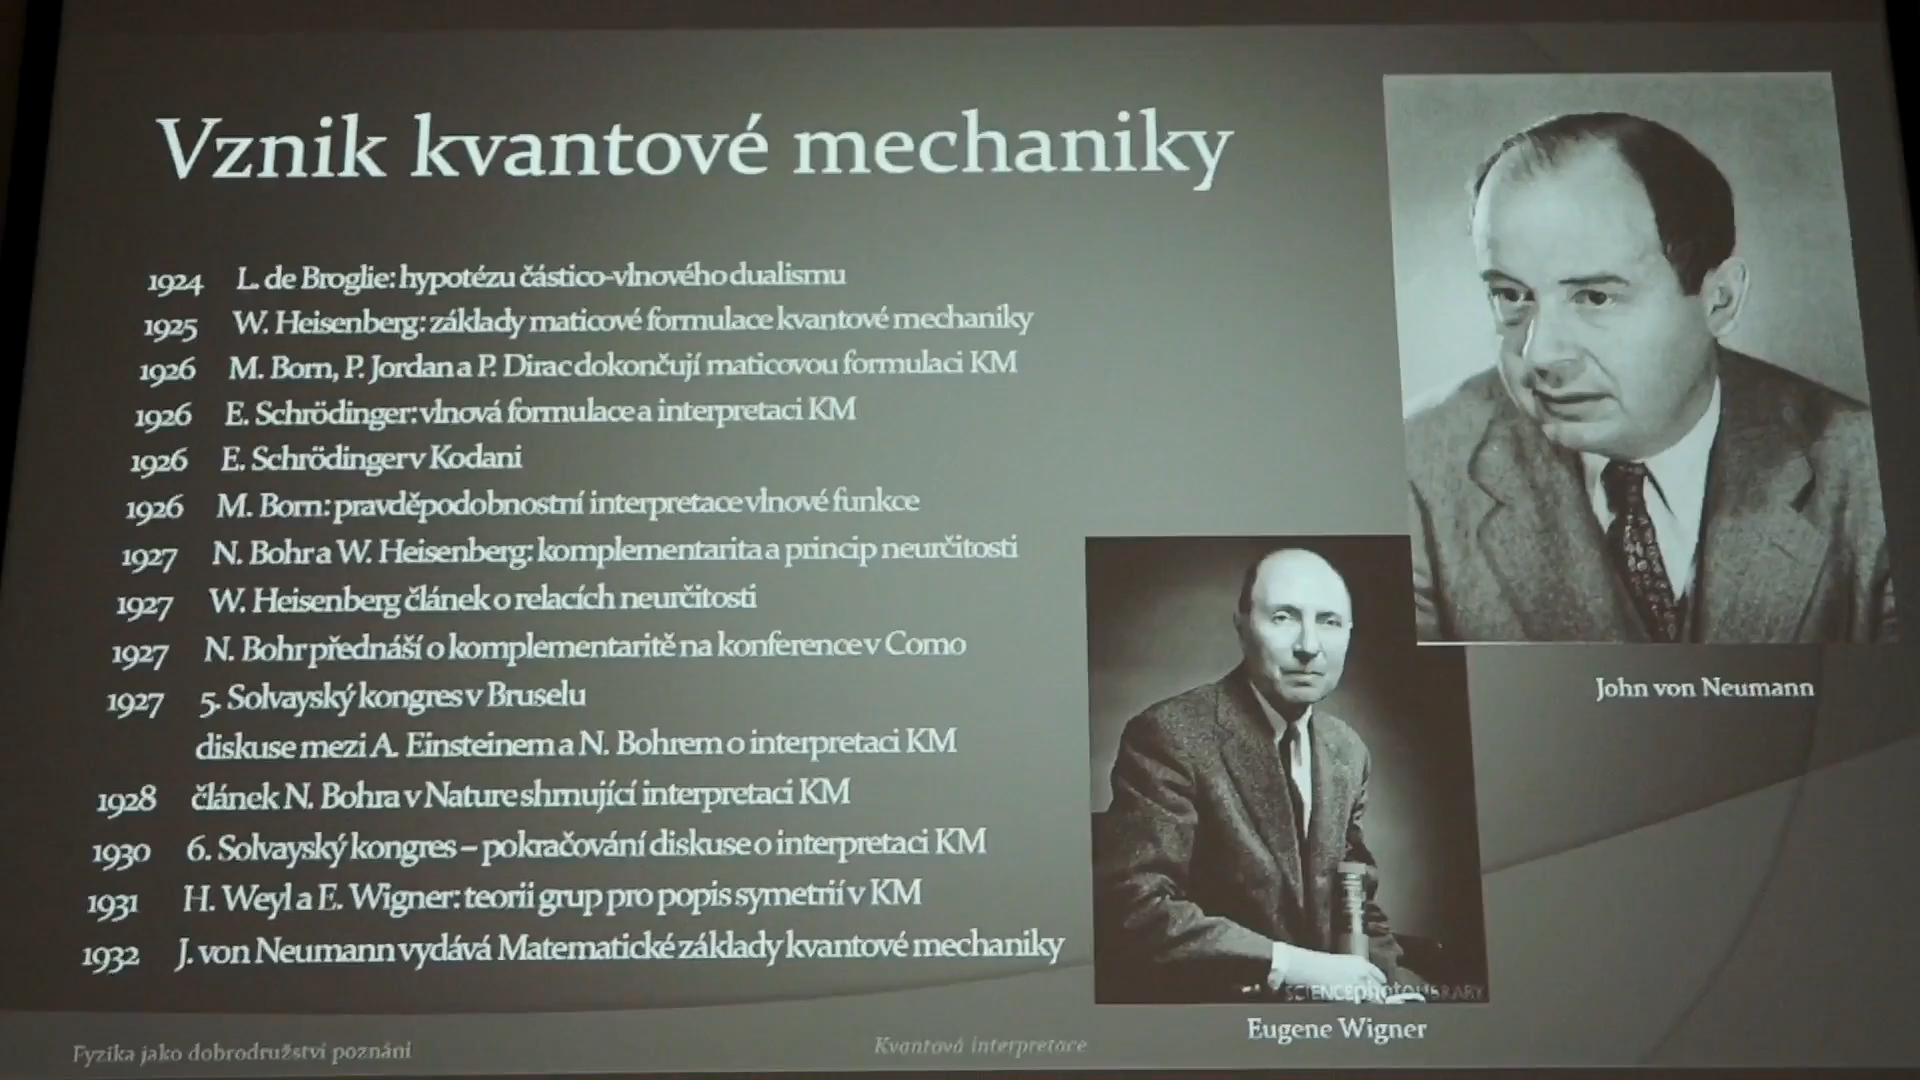 Vznik kvantové mechaniky
1924 L. de Broglie: hypotézu částico-vlnového dualismu
1925 W. Heisenberg: základy maticové formulace kvantové mechaniky
1926 M. Born, P. Jordan a P. Dirac dokončují maticovou formulaci KM
1926 E. Schrödinger: vlnová formulace a interpretaci KM
1926 E. Schrödinger v Kodani
1926 M. Born: pravděpodobnostní interpretace vlnové funkce
1927 N. Bohr a W. Heisenberg: komplementarita a princip neurčitosti
1927 W. Heisenberg článek o relacích neurčitosti
1927 N. Bohr přednáší o komplementaritě na konference v Como
1927 5. Solvayský kongres v Bruselu
diskuse mezi A. Einsteinem a N. Bohrem o interpretaci KM
1928 článek N. Bohra v Nature shrnující interpretaci KM
1930 6. Solvayský kongres – pokračování diskuse o interpretaci KM
1931 H. Weyl a E. Wigner: teorii grup pro popis symetrií v KM
1932 J. von Neumann vydává Matematické základy kvantové mechaniky
John von Neumann
SCIENCEphotoLIBRARY
Eugene Wigner
Fyzika jako dobrodružství poznání
Kvantová interpretace